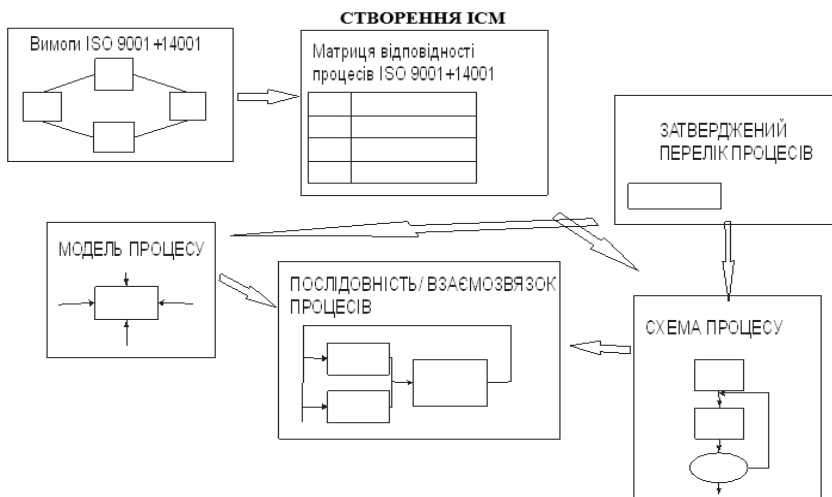 СТВОРЕННЯ ІСМ
Вимоги ISO 9001+14001
Матриця відповідності
процесів ISO 9001+14001
ЗАТВЕРДЖЕНИЙ
ПЕРЕЛІК ПРОЦЕСІВ
МОДЕЛЬ ПРОЦЕСУ
ПОСЛІДОВНІСТЬ/ ВЗАЄМОЗВЯЗОК
ПРОЦЕСІВ
СХЕМА ПРОЦЕСУ